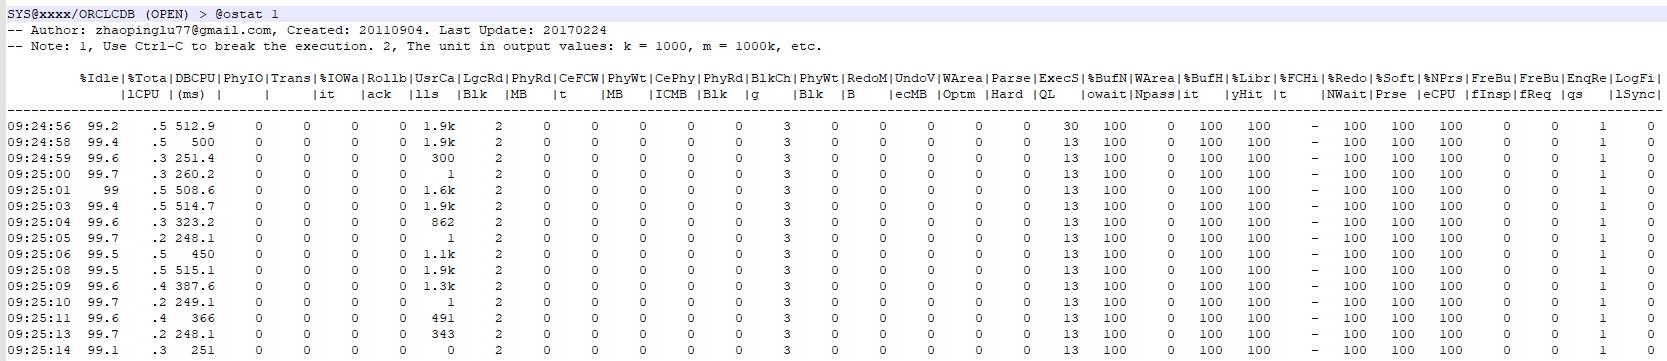 SYS@xxxx/ORCLCDB (OPEN) > @ostat 1
-- Author: zhaopinglu77@gmail.com, Created: 20110904. Last Update: 20170224
-- Note: 1, Use Ctrl-C to break the execution. 2, The unit in output values: k = 1000, m = 1000k, etc.
%Idle|%Tota|DBCPU|PhyIO|Trans|%IOWa|Rollb|UsrCa|LgcRd|PhyRd|CeFCW|PhyWt|CePhy|PhyRd|BlkCh|PhyWt|RedoM|UndoV|WArea|Parse|ExecS|%BufN|WArea|%BufH|%Libr|%FCHi|%Redo|%Soft|%NPrs|FreBu|FreBu|EnqRe|LogFi|
|lCPU |(ms) | | |it |ack |lls |Blk |MB |t |MB |ICMB |Blk |g |Blk |B |ecMB |Optm |Hard |QL |owait|Npass|it |yHit |t |NWait|Prse |eCPU |fInsp|fReq |qs |lSync|
------------------------------------------------------------------------------------------------------------------------------------------------------------------------------------------------------------
09:24:56 99.2 .5 512.9 0 0 0 0 1.9k 2 0 0 0 0 0 3 0 0 0 0 0 30 100 0 100 100 - 100 100 100 0 0 1 0
09:24:58 99.4 .5 500 0 0 0 0 1.9k 2 0 0 0 0 0 3 0 0 0 0 0 13 100 0 100 100 - 100 100 100 0 0 1 0
09:24:59 99.6 .3 251.4 0 0 0 0 300 2 0 0 0 0 0 3 0 0 0 0 0 13 100 0 100 100 - 100 100 100 0 0 1 0
09:25:00 99.7 .3 260.2 0 0 0 0 1 2 0 0 0 0 0 3 0 0 0 0 0 13 100 0 100 100 - 100 100 100 0 0 1 0
09:25:01 99 .5 508.6 0 0 0 0 1.6k 2 0 0 0 0 0 3 0 0 0 0 0 13 100 0 100 100 - 100 100 100 0 0 1 0
09:25:03 99.4 .5 514.7 0 0 0 0 1.9k 2 0 0 0 0 0 3 0 0 0 0 0 13 100 0 100 100 - 100 100 100 0 0 1 0
09:25:04 99.6 .3 323.2 0 0 0 0 862 2 0 0 0 0 0 3 0 0 0 0 0 13 100 0 100 100 - 100 100 100 0 0 1 0
09:25:05 99.7 .2 248.1 0 0 0 0 1 2 0 0 0 0 0 3 0 0 0 0 0 13 100 0 100 100 - 100 100 100 0 0 1 0
09:25:06 99.5 .5 450 0 0 0 0 1.1k 2 0 0 0 0 0 3 0 0 0 0 0 13 100 0 100 100 - 100 100 100 0 0 1 0
09:25:08 99.5 .5 515.1 0 0 0 0 1.9k 2 0 0 0 0 0 3 0 0 0 0 0 13 100 0 100 100 - 100 100 100 0 0 1 0
09:25:09 99.6 .4 387.6 0 0 0 0 1.3k 2 0 0 0 0 0 3 0 0 0 0 0 13 100 0 100 100 - 100 100 100 0 0 1 0
09:25:10 99.7 .2 249.1 0 0 0 0 1 2 0 0 0 0 0 3 0 0 0 0 0 13 100 0 100 100 - 100 100 100 0 0 1 0
09:25:11 99.6 .4 366 0 0 0 0 491 2 0 0 0 0 0 3 0 0 0 0 0 13 100 0 100 100 - 100 100 100 0 0 1 0
09:25:13 99.7 .2 248.1 0 0 0 0 343 2 0 0 0 0 0 3 0 0 0 0 0 13 100 0 100 100 - 100 100 100 0 0 1 0
09:25:14 99.1 .3 251 0 0 0 0 0 2 0 0 0 0 0 3 0 0 0 0 0 13 100 0 100 100 - 100 100 100 0 0 1 0